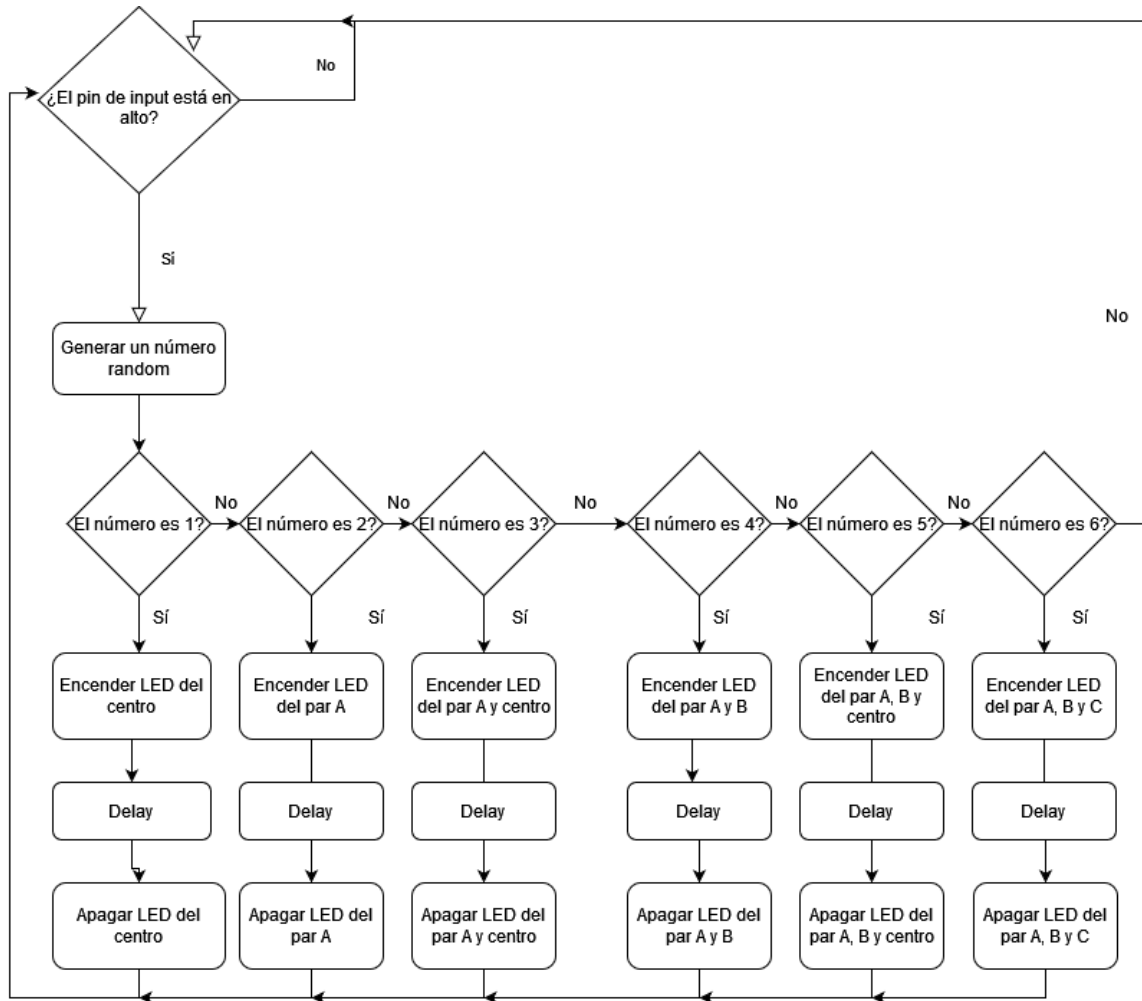 No
¿El pin de input está en
alto?
Sí
No
Generar un número
random
El número es 1?
No
El número es 2?
No
El número es 3?
No
El número es 4?
No
El número es 5?
No
El número es 6?
Sí
Sí
Sí
Sí
Sí
Sí
Encender LED del
centro
Encender LED
del par A
Encender LED
del par A y centro
Encender LED
del par A y B
Encender LED
del par A, B y
centro
Encender LED
del par A, B y C
Delay
Delay
Delay
Delay
Delay
Delay
Apagar LED del
centro
Apagar LED del
par A
Apagar LED del
par A y centro
Apagar LED del
par A y B
Apagar LED del
par A, B y centro
Apagar LED del
par A, B y C